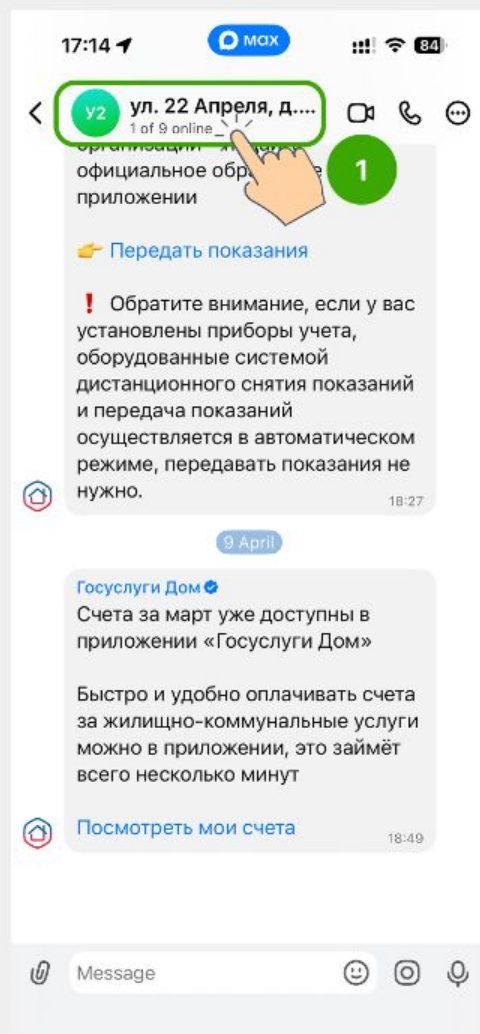 17:14
max
84
У2
ул. 22 Апреля, д....
1 of 9 online
1
официальное
приложении
👉 Передать показания
❗ Обратите внимание, если у вас
установлены приборы учета,
оборудованные системой
дистанционного снятия показаний
и передача показаний
осуществляется в автоматическом
режиме, передавать показания не
нужно.
18:27
9 April
Госуслуги Дом
Счета за март уже доступны в
приложении «Госуслуги Дом»
Быстро и удобно оплачивать счета
за жилищно-коммунальные услуги
можно в приложении, это займёт
всего несколько минут
Посмотреть мои счета
18:49
Message